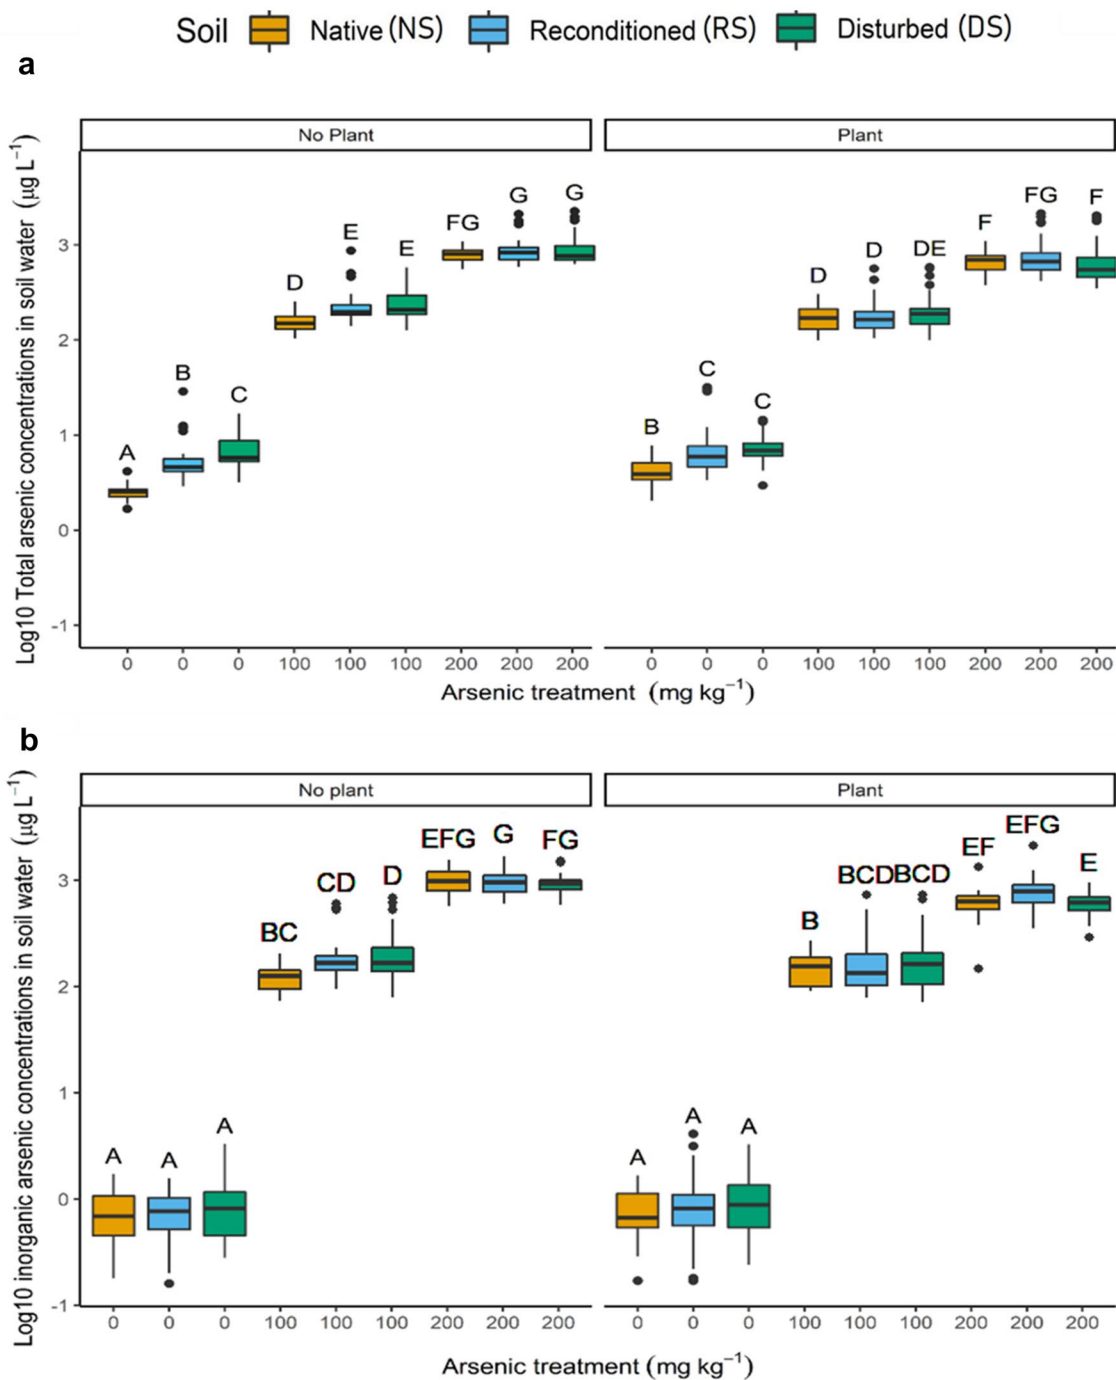 Soil Native (NS) Reconditioned (RS) Disturbed (DS)
a
Log10 Total arsenic concentrations in soil water (µg L⁻¹)
No Plant Plant
3
2
1
0
-1
A B C D E E FG G G
B C C D D DE F FG F
0 0 0 100 100 100 200 200 200 0 0 0 100 100 100 200 200 200
Arsenic treatment (mg kg⁻¹)
b
Log10 inorganic arsenic concentrations in soil water (µg L⁻¹)
No plant Plant
3
2
1
0
-1
A A A BC CD D EFG G FG
A A A B BCD BCD EF EFG E
0 0 0 100 100 100 200 200 200 0 0 0 100 100 100 200 200 200
Arsenic treatment (mg kg⁻¹)